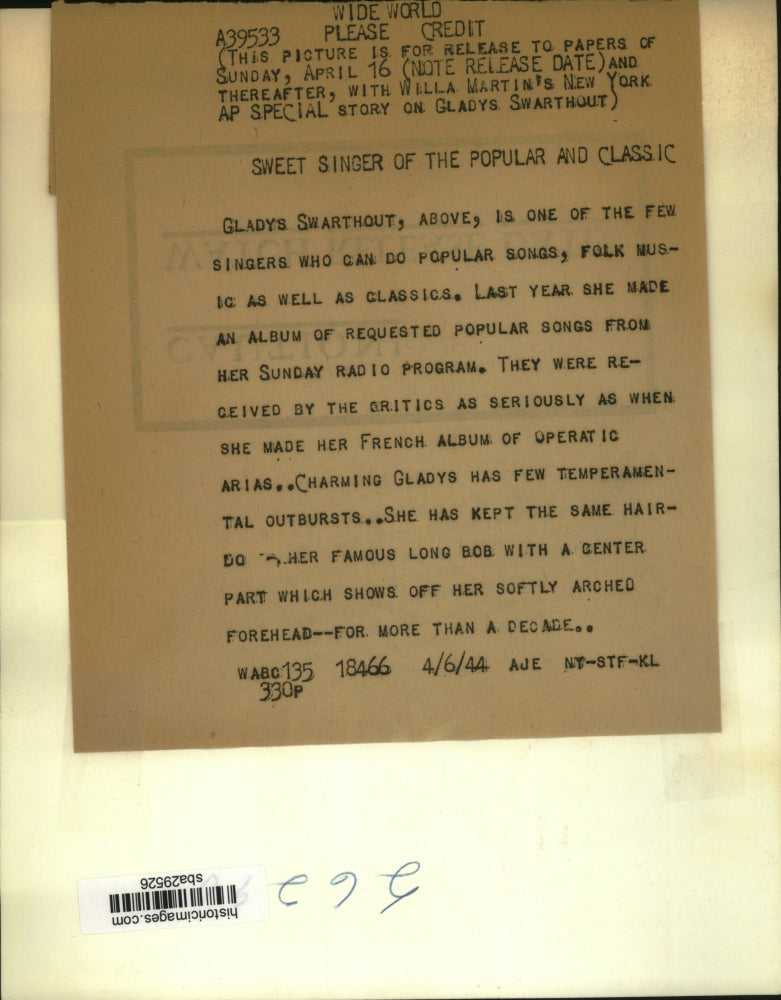 WIDE WORLD
A39533 PLEASE CREDIT
(THIS PICTURE IS FOR RELEASE TO PAPERS OF
SUNDAY, APRIL 16 (NOTE RELEASE DATE) AND
THEREAFTER, WITH WILLA MARTIN'S NEW YORK
AP SPECIAL STORY ON GLADYS SWARTHOUT)
SWEET SINGER OF THE POPULAR AND CLASSIC
GLADYS SWARTHOUT, ABOVE, IS ONE OF THE FEW
SINGERS WHO CAN DO POPULAR SONGS, FOLK MUS-
IC AS WELL AS CLASSICS. LAST YEAR SHE MADE
AN ALBUM OF REQUESTED POPULAR SONGS FROM
HER SUNDAY RADIO PROGRAM. THEY WERE RE-
CEIVED BY THE CRITICS AS SERIOUSLY AS WHEN
SHE MADE HER FRENCH ALBUM OF OPERATIC
ARIAS..CHARMING GLADYS HAS FEW TEMPERAMEN-
TAL OUTBURSTS..SHE HAS KEPT THE SAME HAIR-
DO -- HER FAMOUS LONG BOB WITH A CENTER
PART WHICH SHOWS OFF HER SOFTLY ARCHED
FOREHEAD--FOR MORE THAN A DECADE..
WABC135 18466 4/6/44 AJE NY-STF-KL
330P
sba29526
historicimages.com